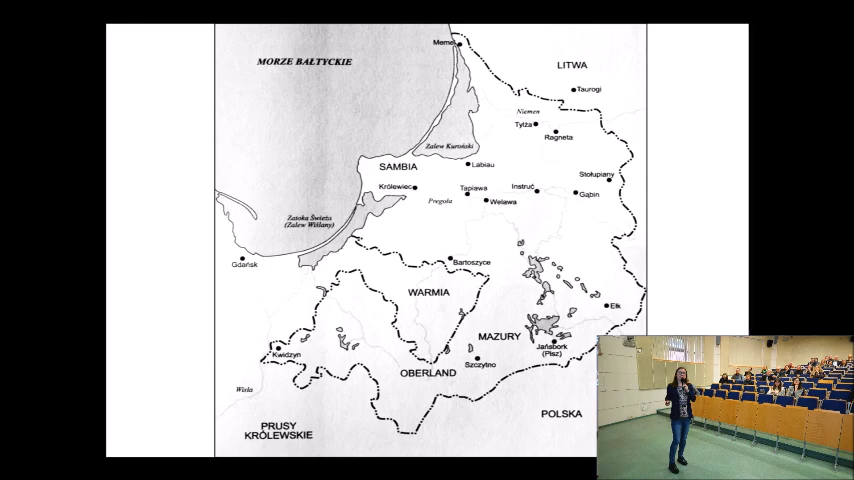 MORZE BAŁTYCKIE
Memel
LITWA
Taurogi
Niemen
Tylża
Ragneta
Zalew Kuroński
SAMBIA
Labiau
Stołupiany
Królewiec
Tapiawa
Instruć
Gąbin
Pregoła
Welawa
Zatoka Świeża
(Zalew Wiślany)
Gdańsk
Bartoszyce
WARMIA
Ełk
MAZURY
Kwidzyn
Jańsbork
(Pisz)
Szczytno
OBERLAND
Wisła
POLSKA
PRUSY
KRÓLEWSKIE